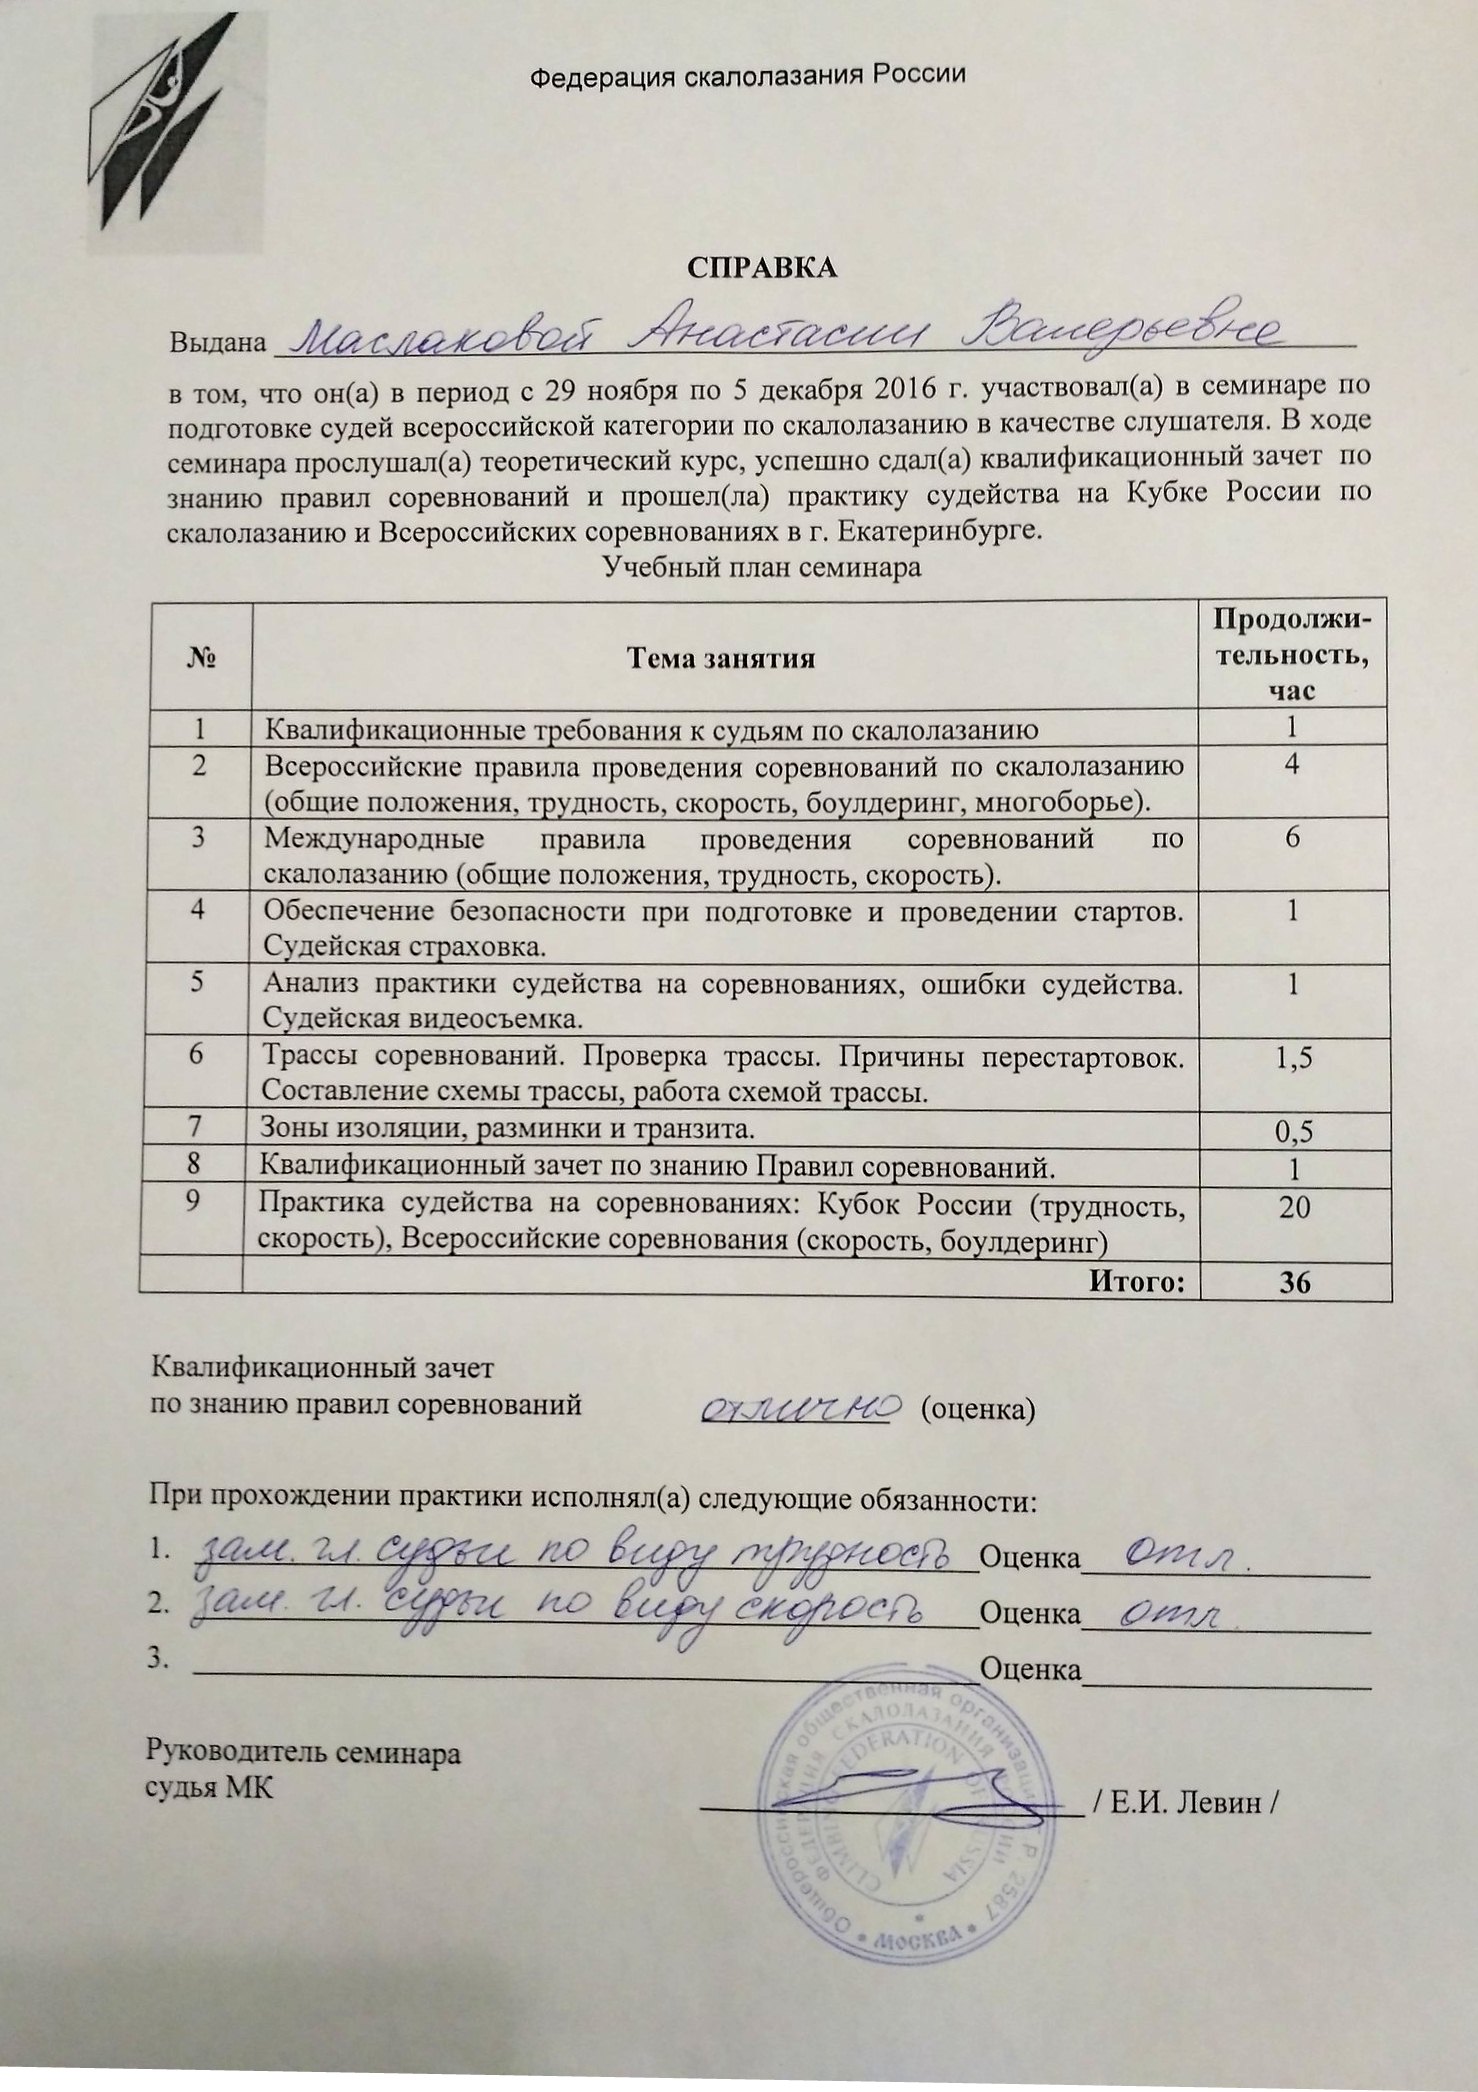 Федерация скалолазания России
СПРАВКА
Выдана Маслаковой Анастасии Валерьевне
в том, что он(а) в период с 29 ноября по 5 декабря 2016 г. участвовал(а) в семинаре по
подготовке судей всероссийской категории по скалолазанию в качестве слушателя. В ходе
семинара прослушал(а) теоретический курс, успешно сдал(а) квалификационный зачет по
знанию правил соревнований и прошел(ла) практику судейства на Кубке России по
скалолазанию и Всероссийских соревнованиях в г. Екатеринбурге.
Учебный план семинара
№ Тема занятия Продолжи-
тельность,
час
1 Квалификационные требования к судьям по скалолазанию 1
2 Всероссийские правила проведения соревнований по скалолазанию 4
(общие положения, трудность, скорость, боулдеринг, многоборье).
3 Международные правила проведения соревнований по 6
скалолазанию (общие положения, трудность, скорость).
4 Обеспечение безопасности при подготовке и проведении стартов. 1
Судейская страховка.
5 Анализ практики судейства на соревнованиях, ошибки судейства. 1
Судейская видеосъемка.
6 Трассы соревнований. Проверка трассы. Причины перестартовок. 1,5
Составление схемы трассы, работа схемой трассы.
7 Зоны изоляции, разминки и транзита. 0,5
8 Квалификационный зачет по знанию Правил соревнований. 1
9 Практика судейства на соревнованиях: Кубок России (трудность, 20
скорость), Всероссийские соревнования (скорость, боулдеринг)
Итого: 36
Квалификационный зачет
по знанию правил соревнований отлично (оценка)
При прохождении практики исполнял(а) следующие обязанности:
1. зам. гл. судьи по виду трудность Оценка отл.
2. зам. гл. судьи по виду скорость Оценка отл.
3. Оценка
Руководитель семинара
судья МК / Е.И. Левин /
Общероссийская общественная организация Р 2587
ФЕДЕРАЦИЯ СКАЛОЛАЗАНИЯ РОССИИ
CLIMBING FEDERATION OF RUSSIA
* МОСКВА *